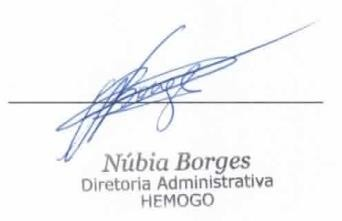 Núbia Borges
Diretoria Administrativa
HEMOGO